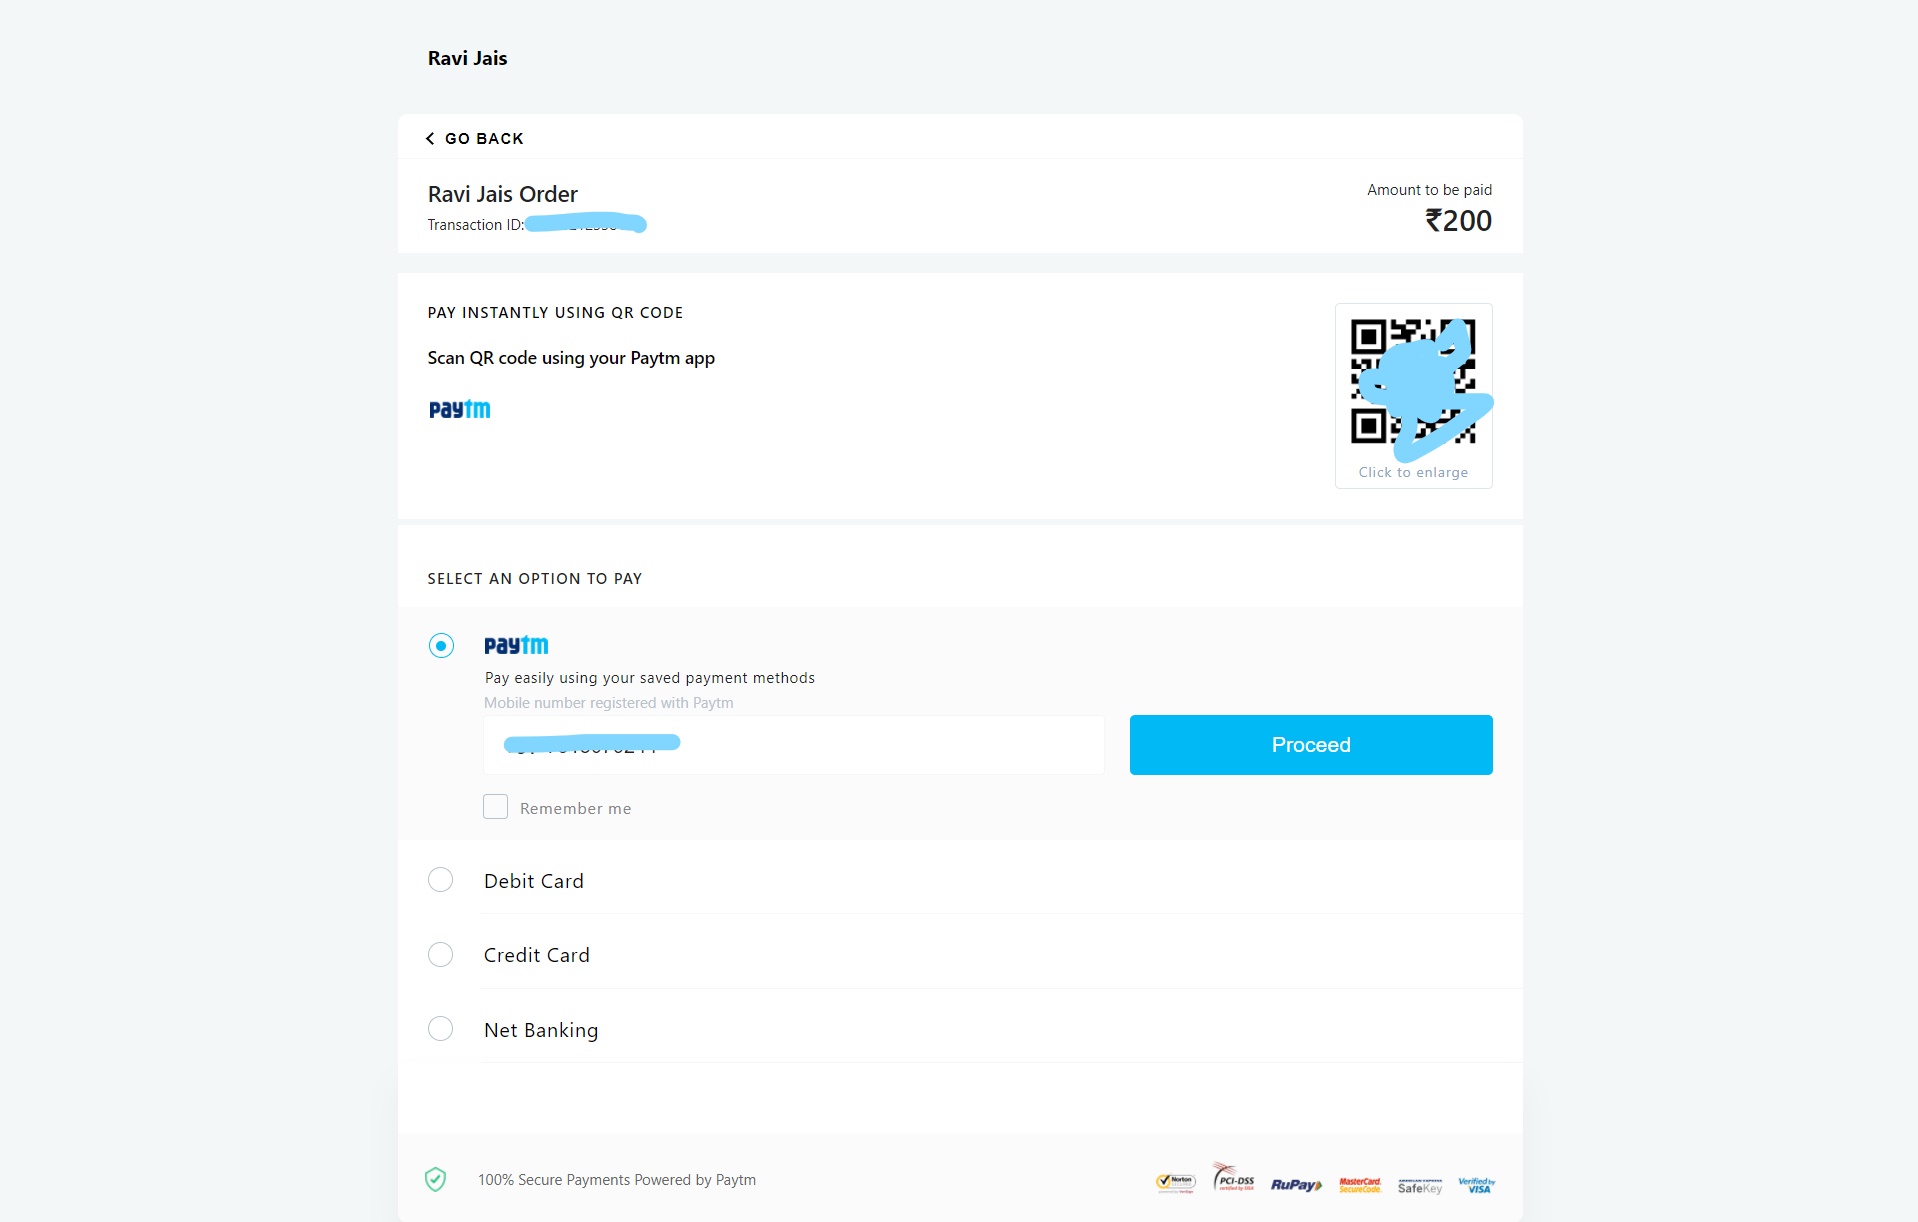 Ravi Jais
GO BACK
Ravi Jais Order
Transaction ID:
Amount to be paid
₹200
PAY INSTANTLY USING QR CODE
Scan QR code using your Paytm app
paytm
Click to enlarge
SELECT AN OPTION TO PAY
paytm
Pay easily using your saved payment methods
Mobile number registered with Paytm
Proceed
Remember me
Debit Card
Credit Card
Net Banking
100% Secure Payments Powered by Paytm
Norton
PCI-DSS
RuPay
MasterCard.
SecureCode.
AMERICAN EXPRESS
SafeKey
Verified by
VISA